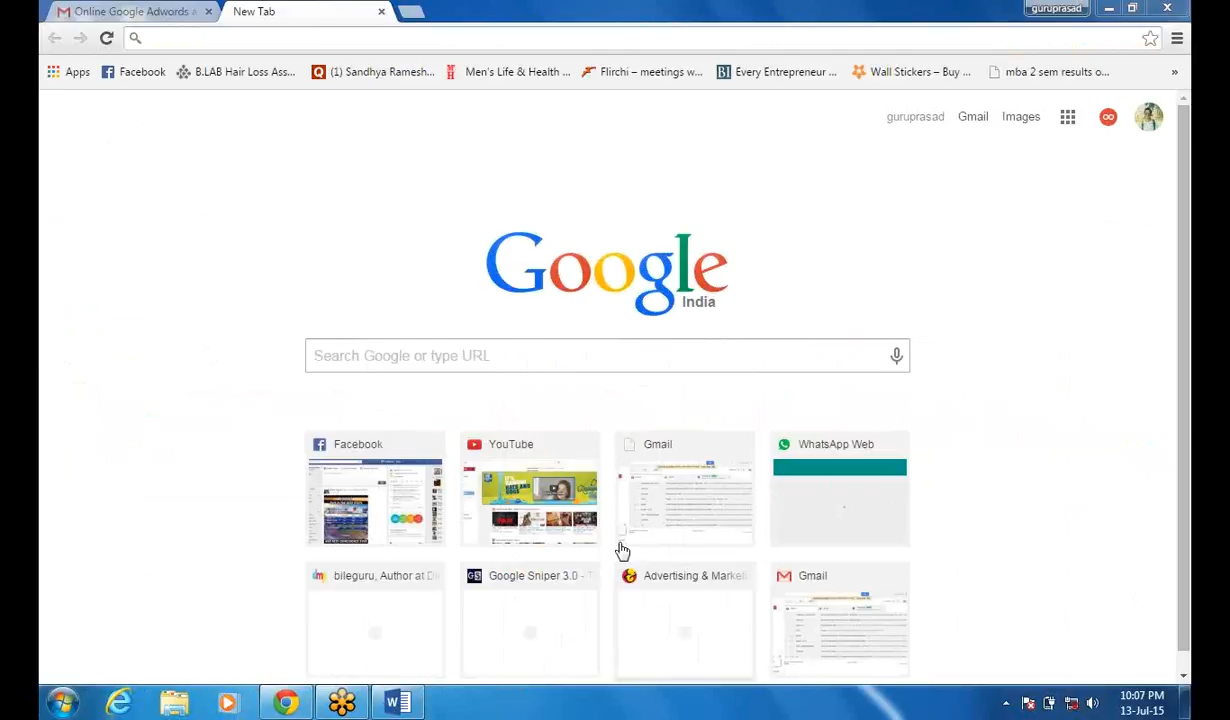 Online Google Adwords
New Tab
guruprasad
Apps
Facebook
B.LAB Hair Loss Ass...
(1) Sandhya Ramesh...
Men's Life & Health ...
Flirchi – meetings w...
Every Entrepreneur ...
Wall Stickers – Buy ...
mba 2 sem results o...
»
guruprasad
Gmail
Images
Google
India
Search Google or type URL
Facebook
YouTube
Gmail
WhatsApp Web
bileguru, Author at Di
Google Sniper 3.0 - T
Advertising & Market
Gmail
10:07 PM
13-Jul-15